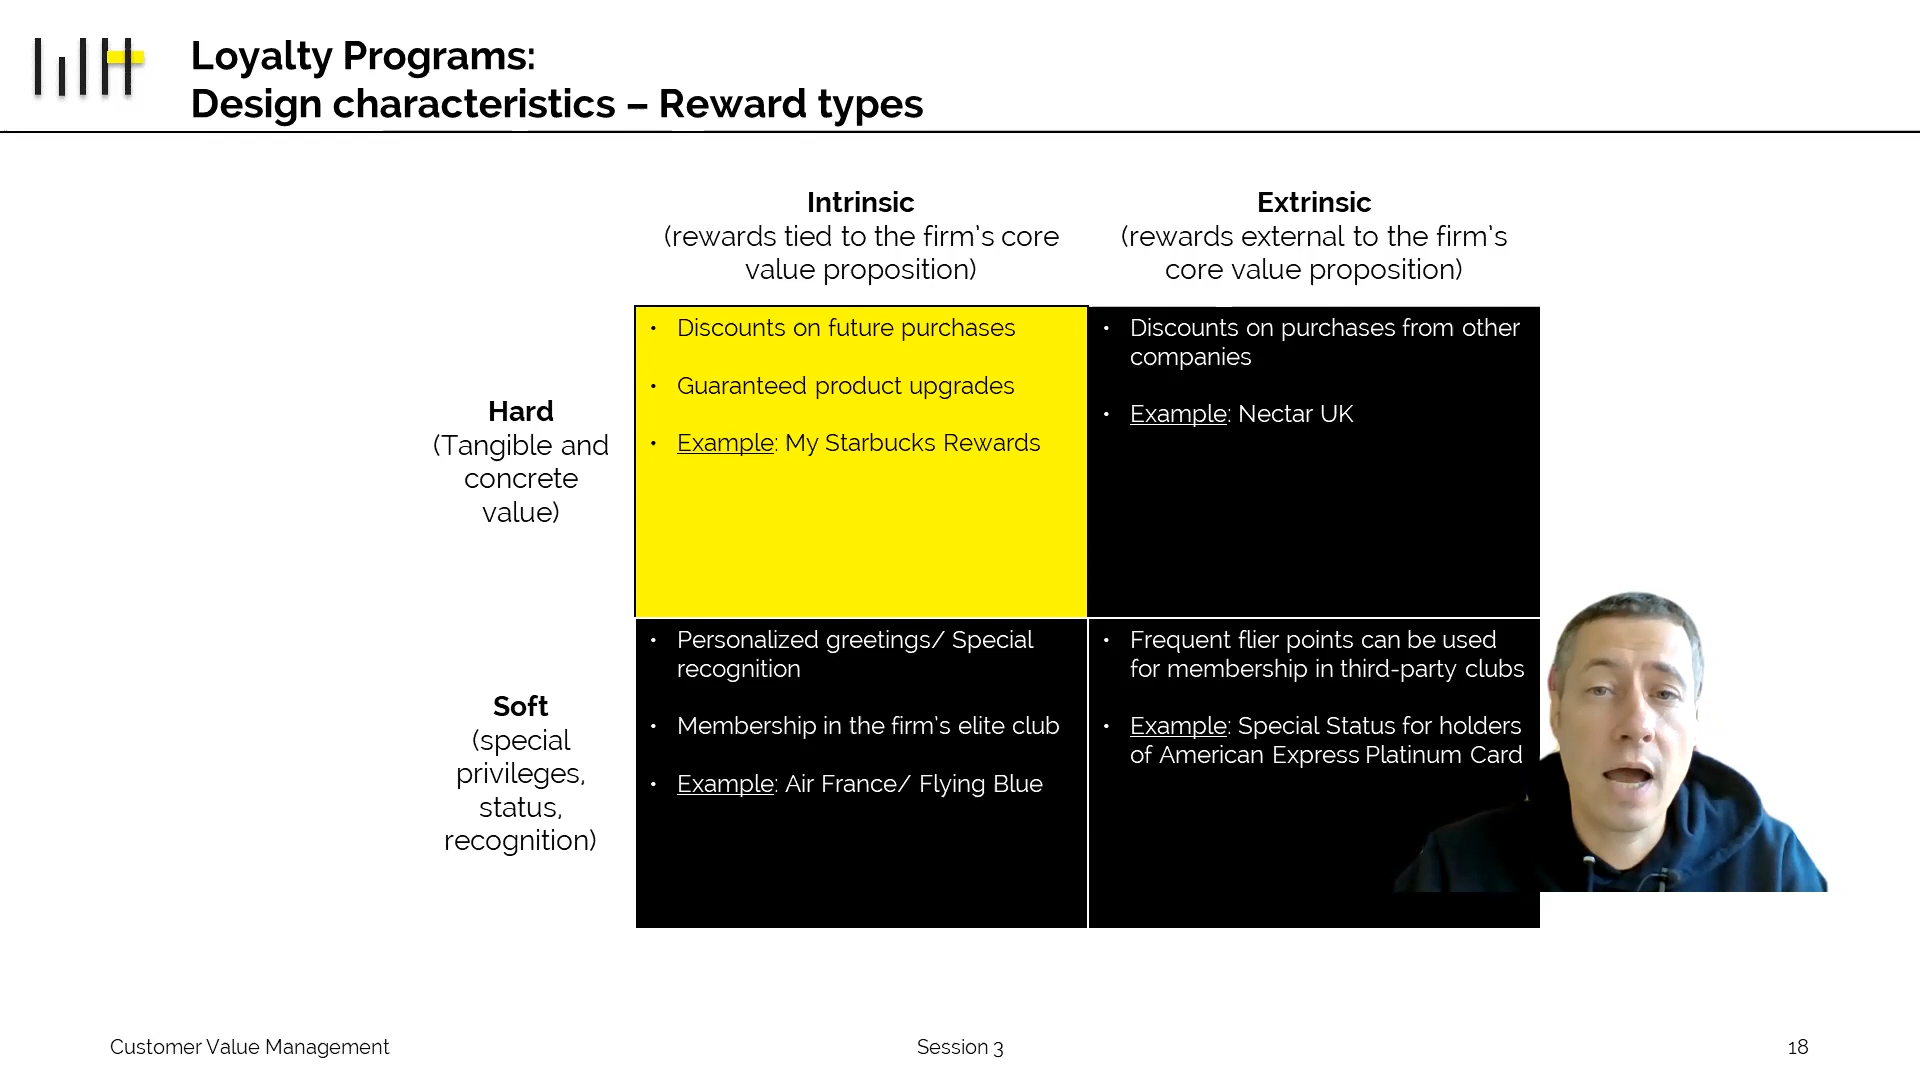 Loyalty Programs:
Design characteristics – Reward types
Intrinsic
(rewards tied to the firm's core
value proposition)
Extrinsic
(rewards external to the firm's
core value proposition)
Hard
(Tangible and
concrete
value)
• Discounts on future purchases
• Guaranteed product upgrades
• Example: My Starbucks Rewards
• Discounts on purchases from other
companies
• Example: Nectar UK
Soft
(special
privileges,
status,
recognition)
• Personalized greetings/ Special
recognition
• Membership in the firm's elite club
• Example: Air France/ Flying Blue
• Frequent flier points can be used
for membership in third-party clubs
• Example: Special Status for holders
of American Express Platinum Card
Customer Value Management
Session 3
18